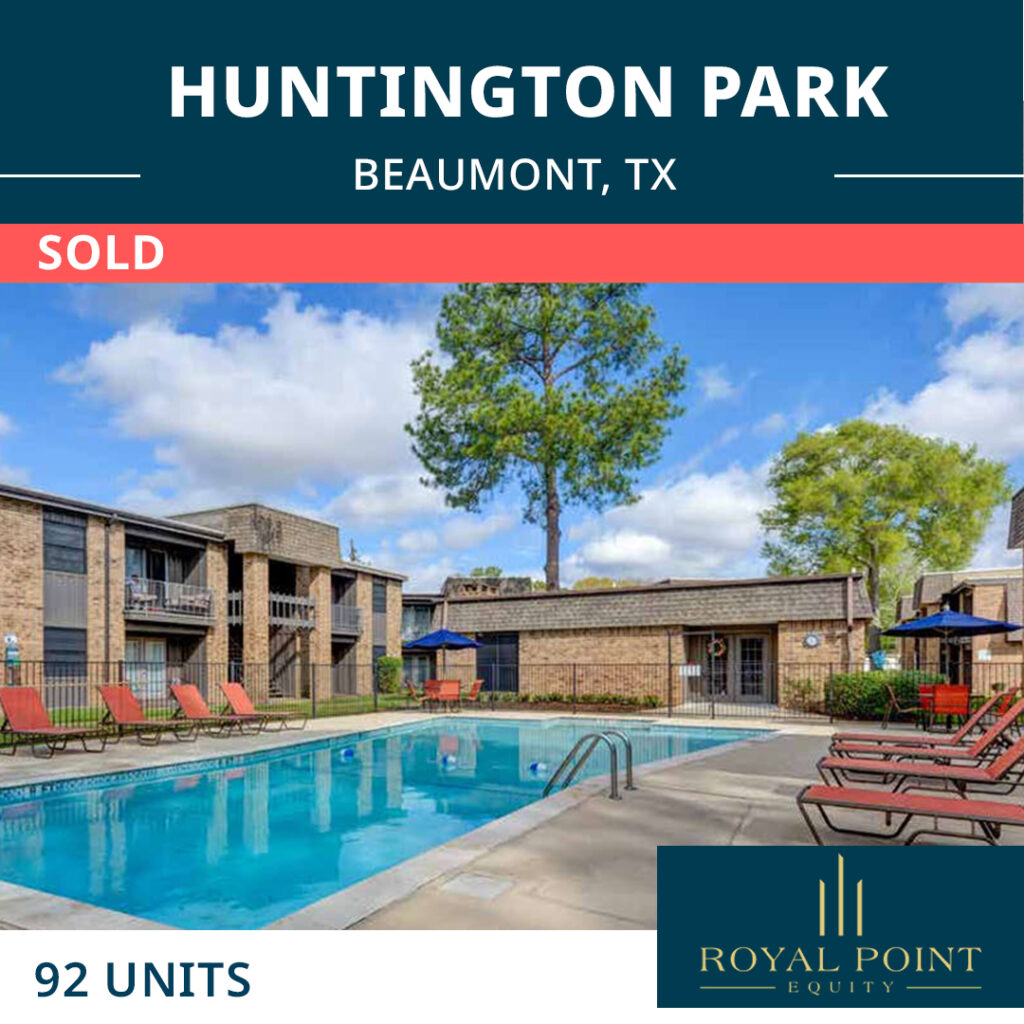 HUNTINGTON PARK
BEAUMONT, TX
SOLD
92 UNITS
ROYAL POINT
EQUITY